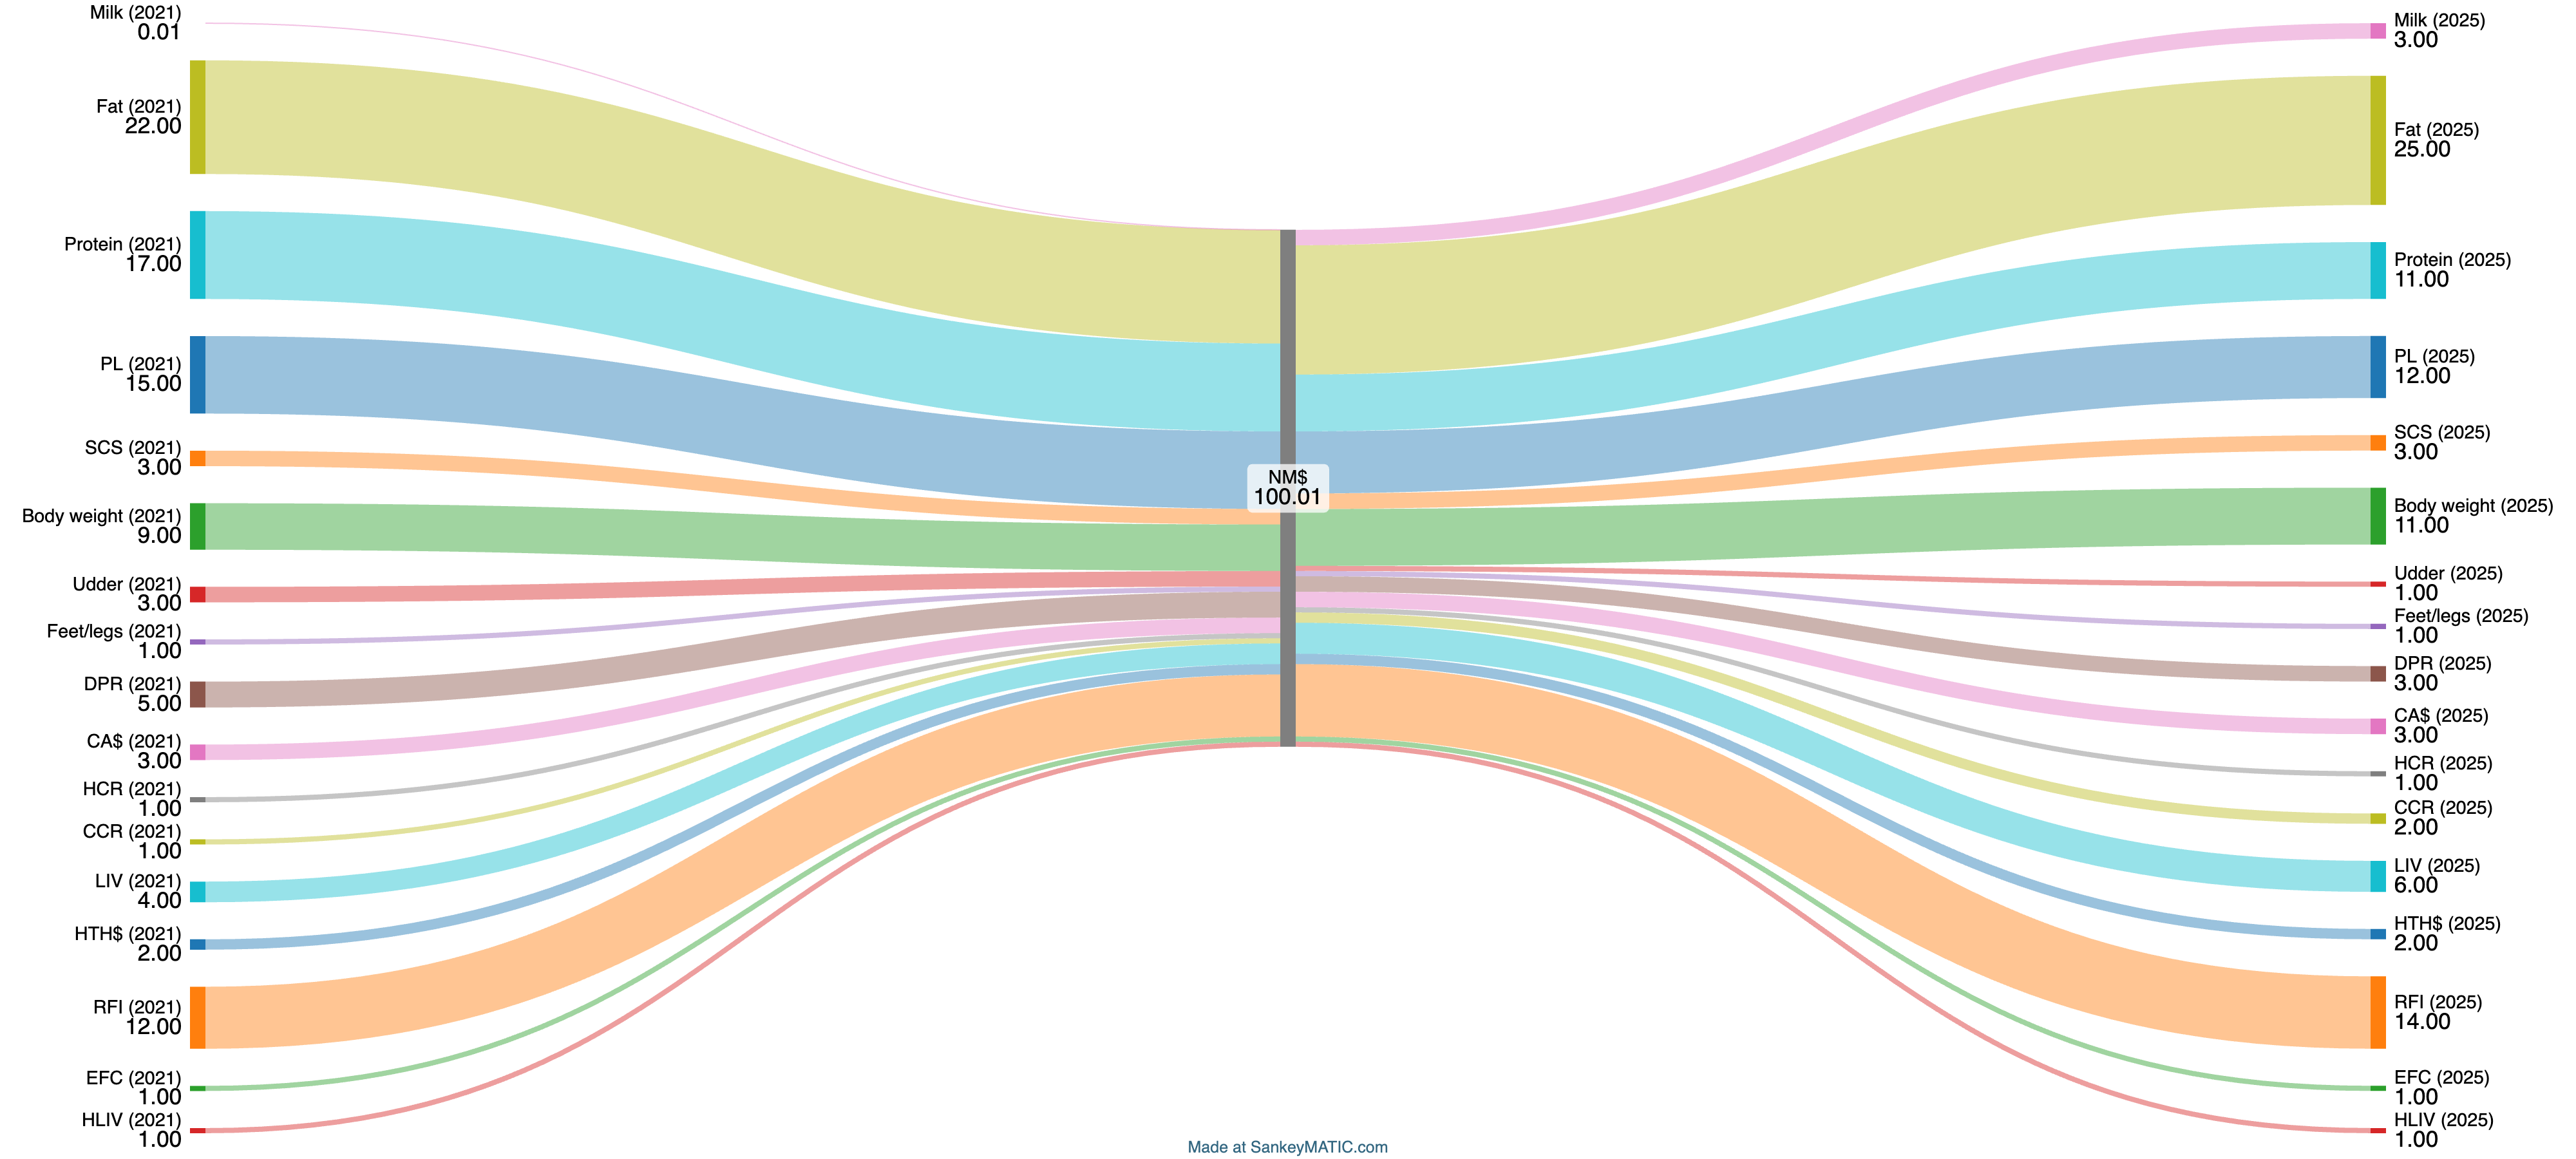 Milk (2021)
0.01
Fat (2021)
22.00
Protein (2021)
17.00
PL (2021)
15.00
SCS (2021)
3.00
Body weight (2021)
9.00
Udder (2021)
3.00
Feet/legs (2021)
1.00
DPR (2021)
5.00
CA$ (2021)
3.00
HCR (2021)
1.00
CCR (2021)
1.00
LIV (2021)
4.00
HTH$ (2021)
2.00
RFI (2021)
12.00
EFC (2021)
1.00
HLIV (2021)
1.00
NM$
100.01
Milk (2025)
3.00
Fat (2025)
25.00
Protein (2025)
11.00
PL (2025)
12.00
SCS (2025)
3.00
Body weight (2025)
11.00
Udder (2025)
1.00
Feet/legs (2025)
1.00
DPR (2025)
3.00
CA$ (2025)
3.00
HCR (2025)
1.00
CCR (2025)
2.00
LIV (2025)
6.00
HTH$ (2025)
2.00
RFI (2025)
14.00
EFC (2025)
1.00
HLIV (2025)
1.00
Made at SankeyMATIC.com